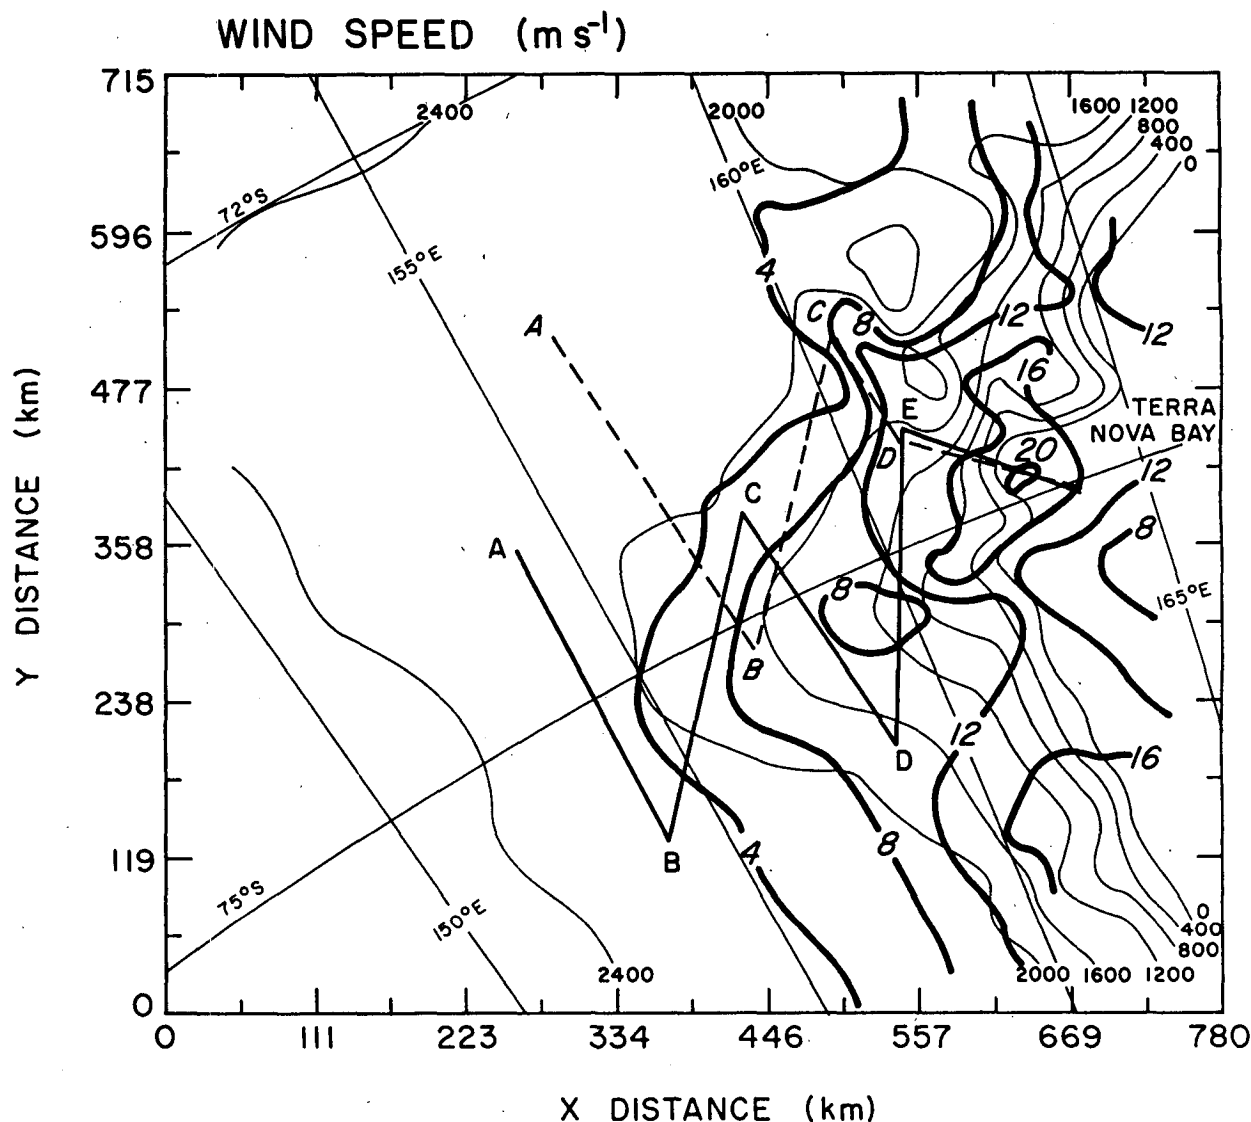 WIND SPEED (m s⁻¹)
715
2400
2000
1600 1200
800
400
0
160°E
72°S
596
155°E
4
C
8
12
12
A
16
477
TERRA
NOVA BAY
E
D
20
12
C
8
358
A
8
165°E
B
238
12
D
16
8
4
119
B
75°S
150°E
0
400
800
2400
2000 1600 1200
0
0 111 223 334 446 557 669 780
X DISTANCE (km)
Y DISTANCE (km)